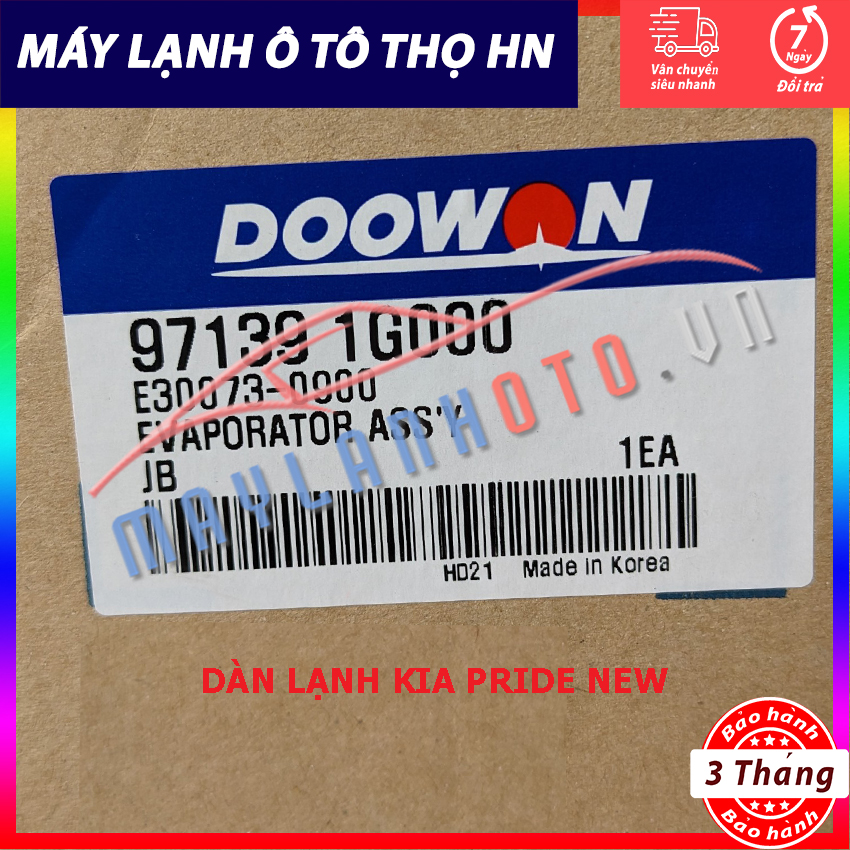 MÁY LẠNH Ô TÔ THỌ HN
Vân chuyển
siêu nhanh
7
Ngày
Đổi trả
DOOWON
97139 1G000
E30073-0000
EVAPORATOR ASS'Y
JB
1EA
MAYLANHOTO.VN
HD21 Made in Korea
DÀN LẠNH KIA PRIDE NEW
Bảo hành
3 Tháng
Bảo hành